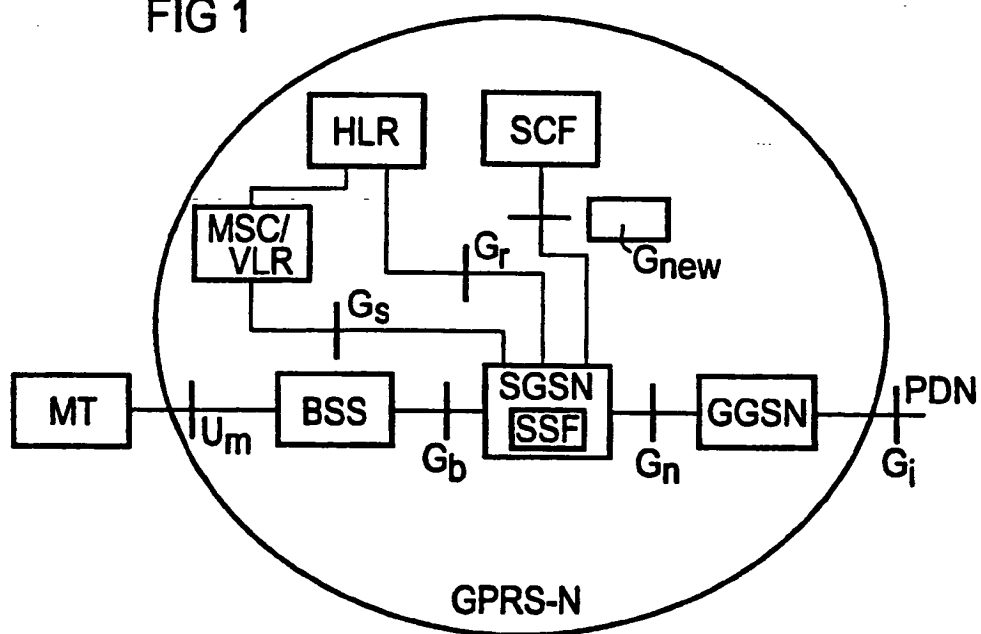 FIG 1
HLR
SCF
MSC/
VLR
Gr
Gnew
Gs
MT
Um
BSS
Gb
SGSN
SSF
Gn
GGSN
PDN
Gi
GPRS-N